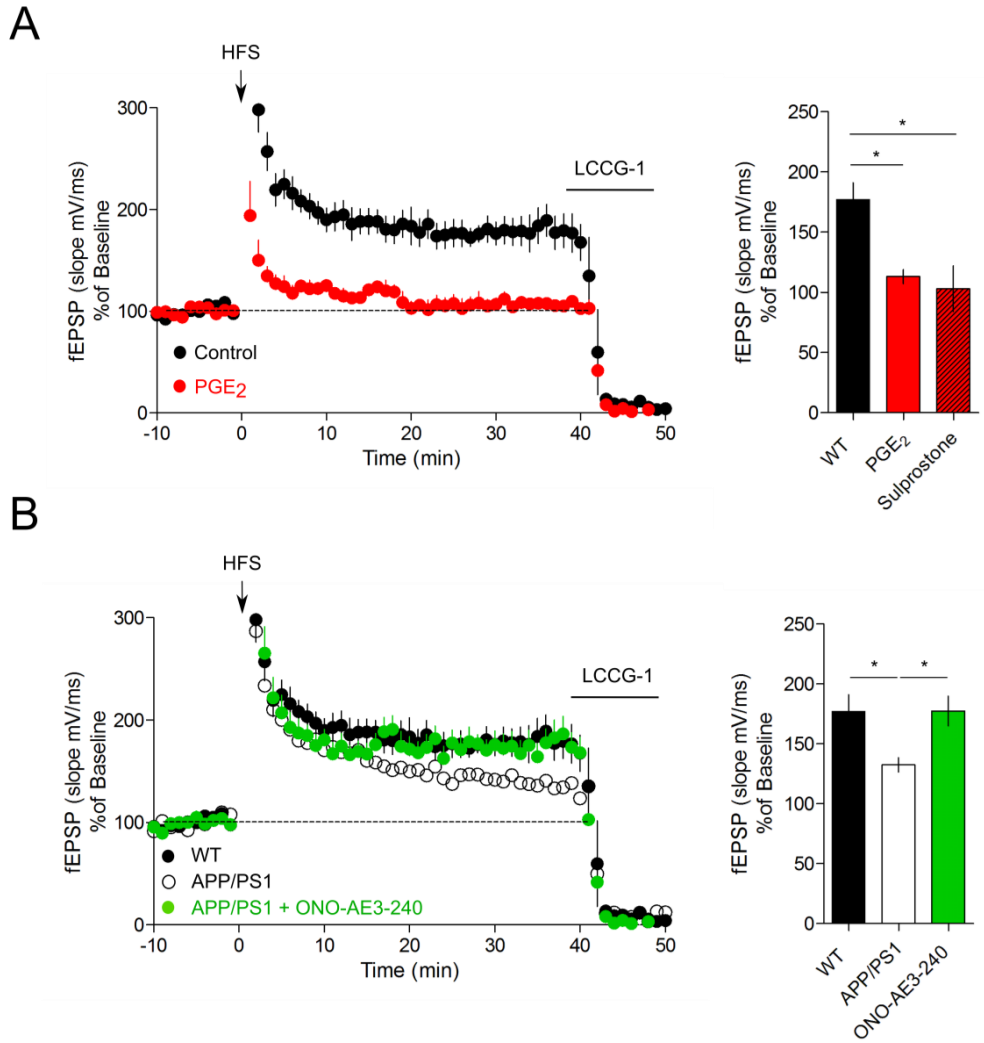 A
HFS
LCCG-1
fEPSP (slope mV/ms)
%of Baseline
300
200
100
0
Control
PGE2
-10 0 10 20 30 40 50
Time (min)
fEPSP (slope mV/ms)
% of Baseline
250
200
150
100
50
0
*
*
WT
PGE2
Sulprostone
B
HFS
LCCG-1
fEPSP (slope mV/ms)
%of Baseline
300
200
100
0
WT
APP/PS1
APP/PS1 + ONO-AE3-240
-10 0 10 20 30 40 50
Time (min)
fEPSP (slope mV/ms)
% of Baseline
250
200
150
100
50
0
* *
WT
APP/PS1
ONO-AE3-240